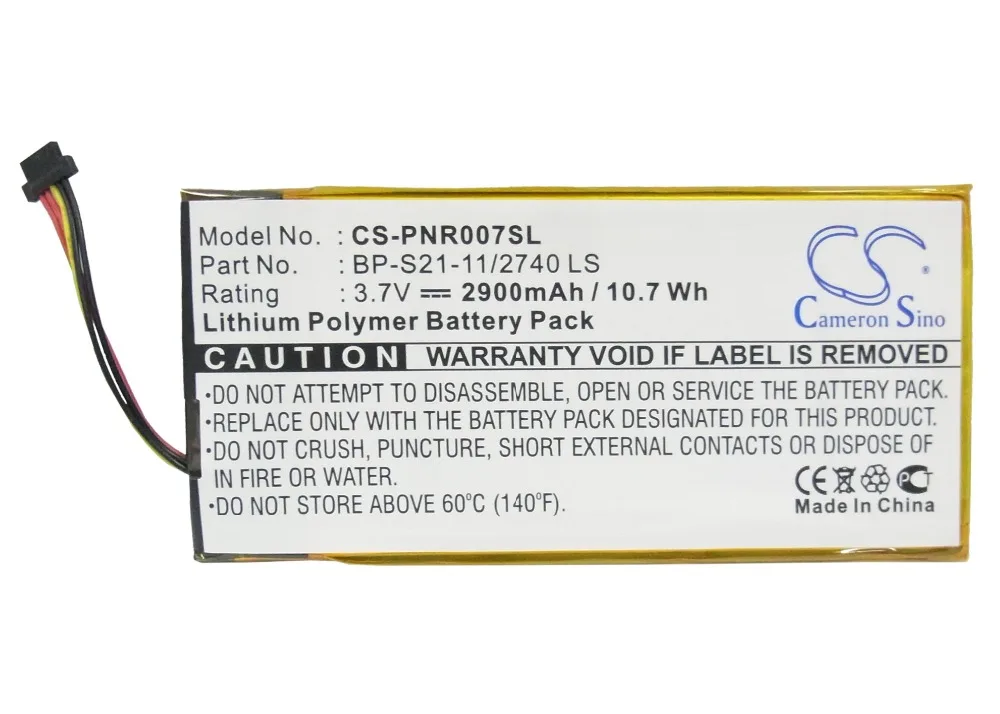 Model No. : CS-PNR007SL
Part No. : BP-S21-11/2740 LS
Rating : 3.7V 2900mAh / 10.7 Wh
Lithium Polymer Battery Pack
CS
®
Cameron Sino
CAUTION WARRANTY VOID IF LABEL IS REMOVED
•DO NOT ATTEMPT TO DISASSEMBLE, OPEN OR SERVICE THE BATTERY PACK.
•REPLACE ONLY WITH THE BATTERY PACK DESIGNATED FOR THIS PRODUCT.
•DO NOT CRUSH, PUNCTURE, SHORT EXTERNAL CONTACTS OR DISPOSE OF
IN FIRE OR WATER.
•DO NOT STORE ABOVE 60°C (140°F).
CE PCT
Made In China